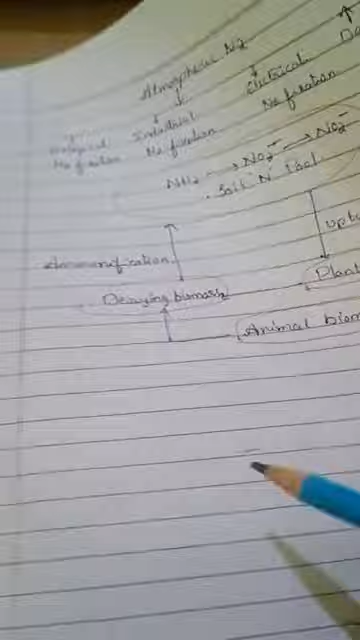 Atmospheric N2
Biological Industrial Electrical
N2 fixation N2 fixation N2 fixation
NH3 → NO2⁻ → NO3⁻
Soil 'N' Pool
Ammonification
Decaying biomass
Plant
Animal biom